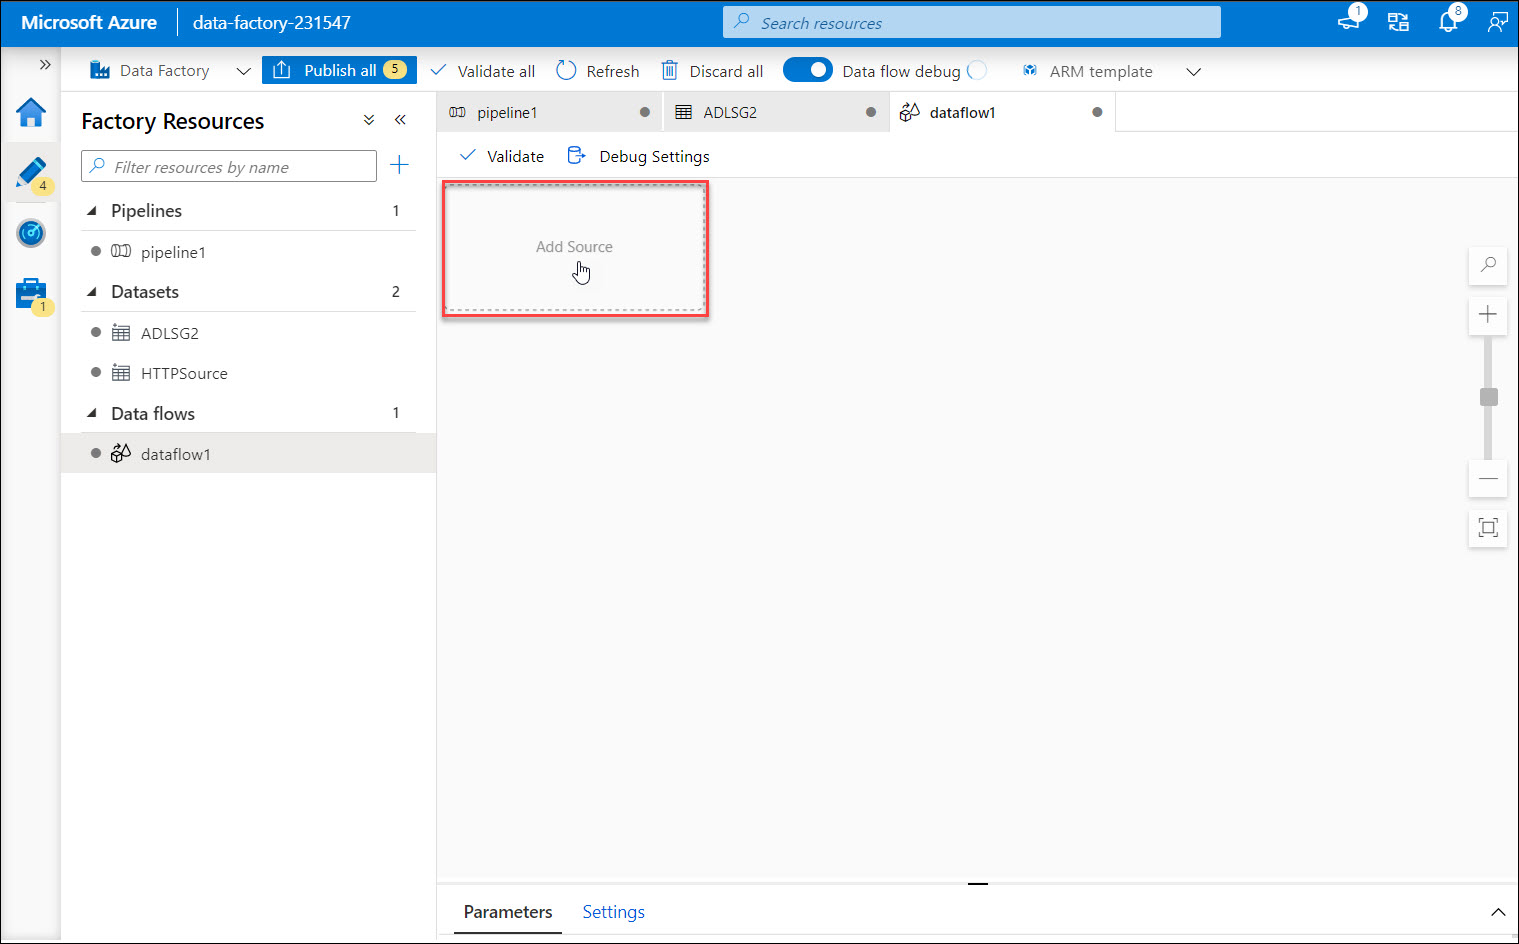 Microsoft Azure data-factory-231547 Search resources 1 8
Data Factory Publish all 5 Validate all Refresh Discard all Data flow debug ARM template
Factory Resources
Filter resources by name
4
Pipelines 1
pipeline1
Datasets 2
1
ADLSG2
HTTPSource
Data flows 1
dataflow1
pipeline1 ADLSG2 dataflow1
Validate Debug Settings
Add Source
Parameters Settings